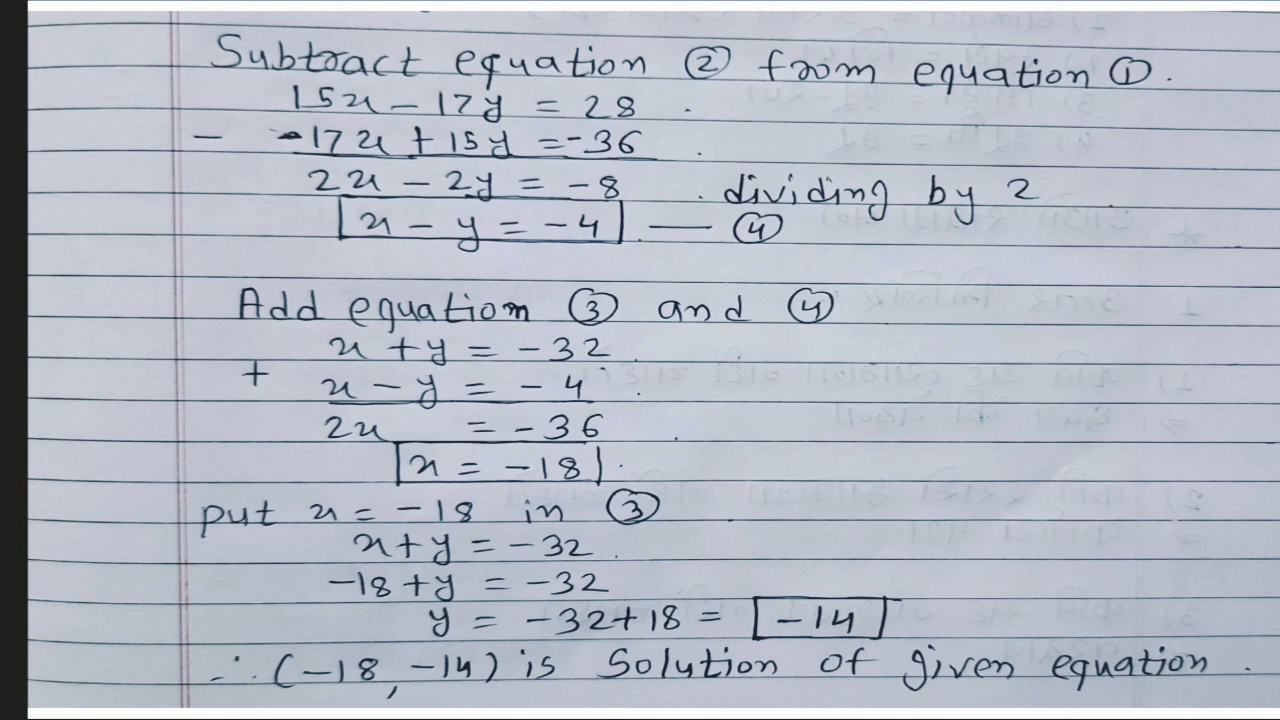 Subtract equation ② from equation ①.
15x - 17y = 28
- -17x + 15y = -36
2x - 2y = -8 dividing by 2
x - y = -4 — ④
Add equation ③ and ④
x + y = -32
+ x - y = -4
2x = -36
x = -18
put x = -18 in ③
x + y = -32
-18 + y = -32
y = -32 + 18 = -14
∴ (-18, -14) is solution of given equation.